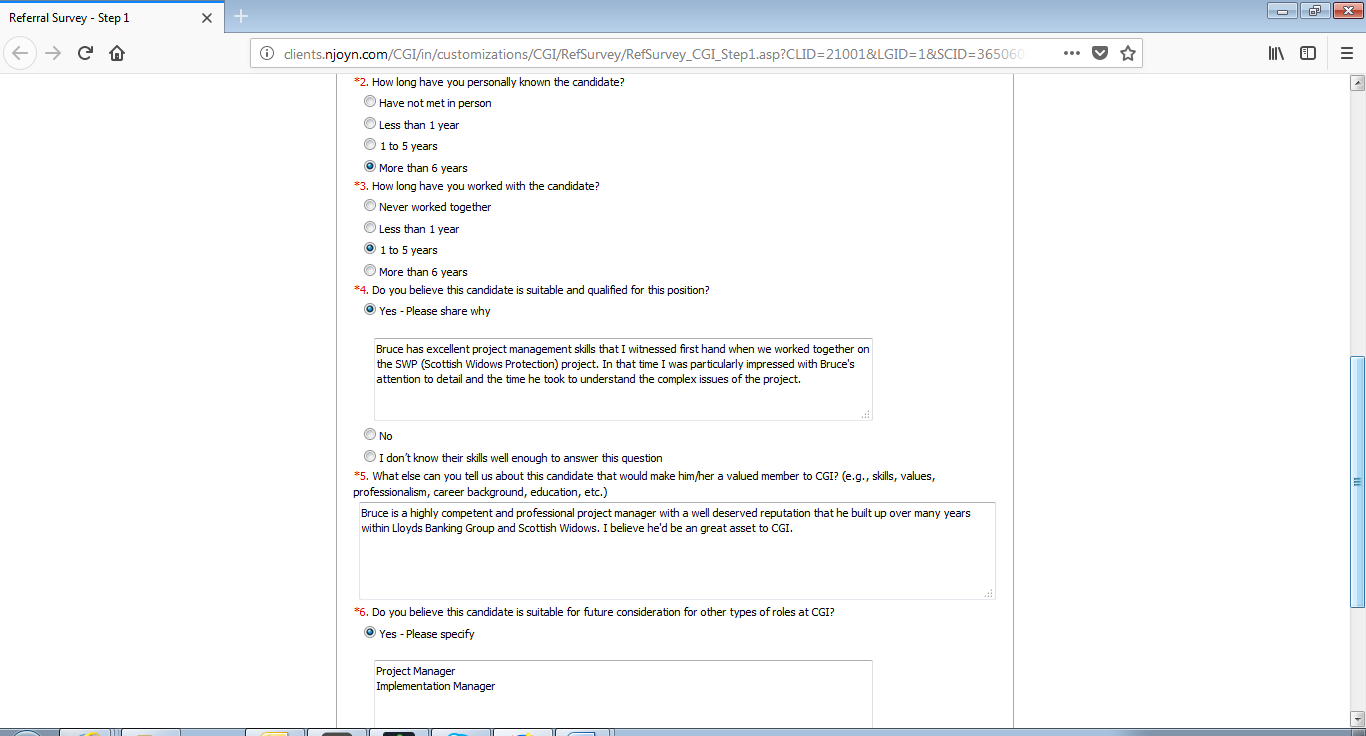 Referral Survey - Step 1
clients.njoyn.com/CGI/in/customizations/CGI/RefSurvey/RefSurvey_CGI_Step1.asp?CLID=21001&LGID=1&SCID=365060
*2. How long have you personally known the candidate?
Have not met in person
Less than 1 year
1 to 5 years
More than 6 years
*3. How long have you worked with the candidate?
Never worked together
Less than 1 year
1 to 5 years
More than 6 years
*4. Do you believe this candidate is suitable and qualified for this position?
Yes - Please share why
Bruce has excellent project management skills that I witnessed first hand when we worked together on
the SWP (Scottish Widows Protection) project. In that time I was particularly impressed with Bruce's
attention to detail and the time he took to understand the complex issues of the project.
No
I don't know their skills well enough to answer this question
*5. What else can you tell us about this candidate that would make him/her a valued member to CGI? (e.g., skills, values,
professionalism, career background, education, etc.)
Bruce is a highly competent and professional project manager with a well deserved reputation that he built up over many years
within Lloyds Banking Group and Scottish Widows. I believe he'd be an great asset to CGI.
*6. Do you believe this candidate is suitable for future consideration for other types of roles at CGI?
Yes - Please specify
Project Manager
Implementation Manager